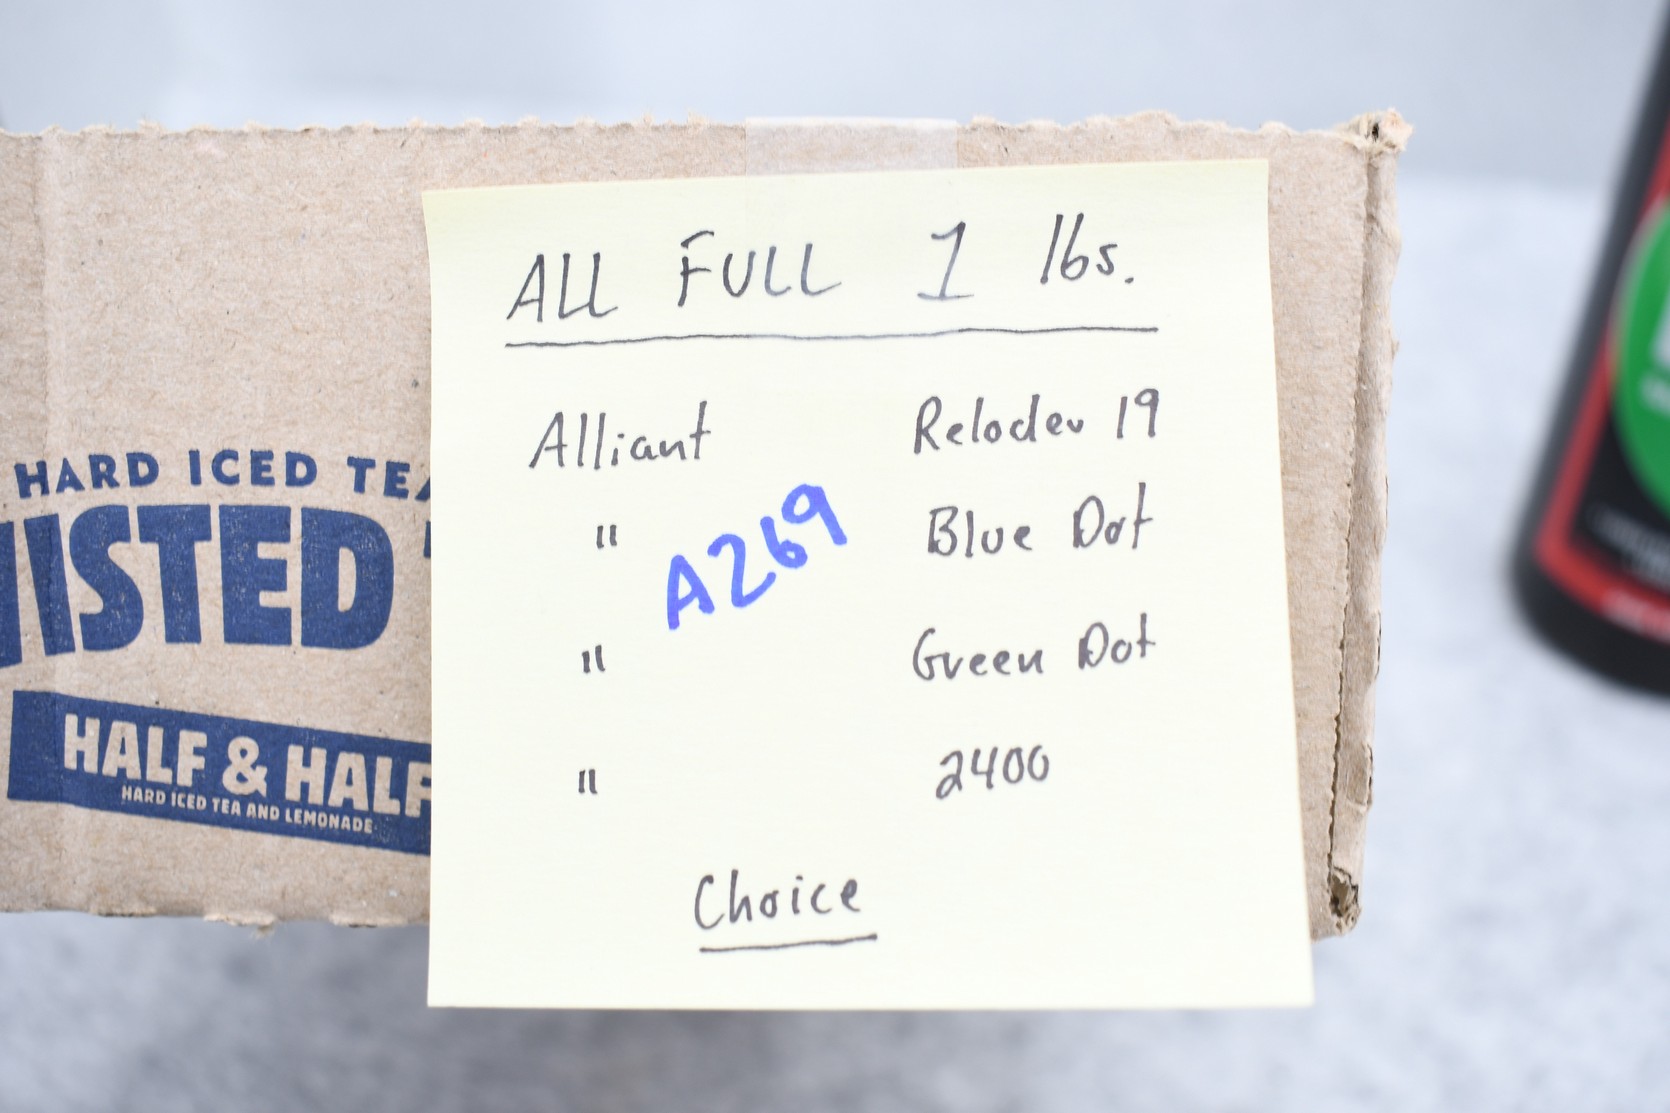 ALL FULL 1 lbs.
Alliant Reloder 19
" Blue Dot
A269
" Green Dot
" 2400
Choice
HARD ICED TEA
ISTED
HALF & HALF
HARD ICED TEA AND LEMONADE